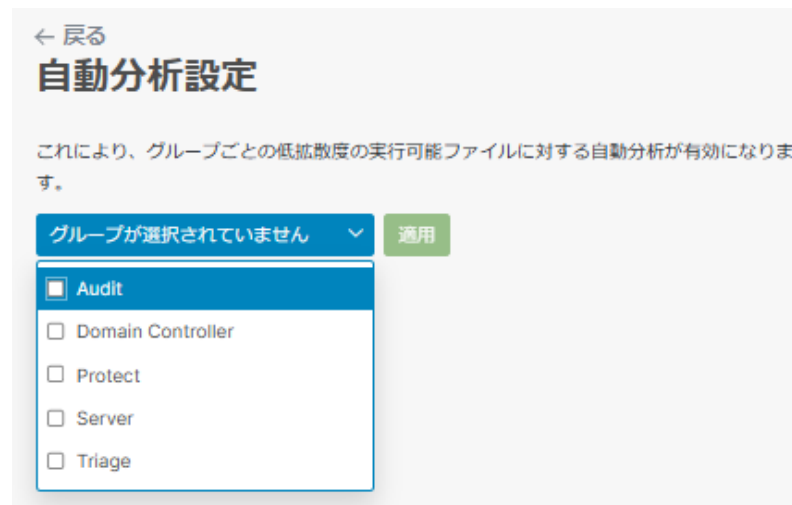 ← 戻る
自動分析設定
これにより、グループごとの低拡散度の実行可能ファイルに対する自動分析が有効になりま
す。
グループが選択されていません 適用
Audit
Domain Controller
Protect
Server
Triage